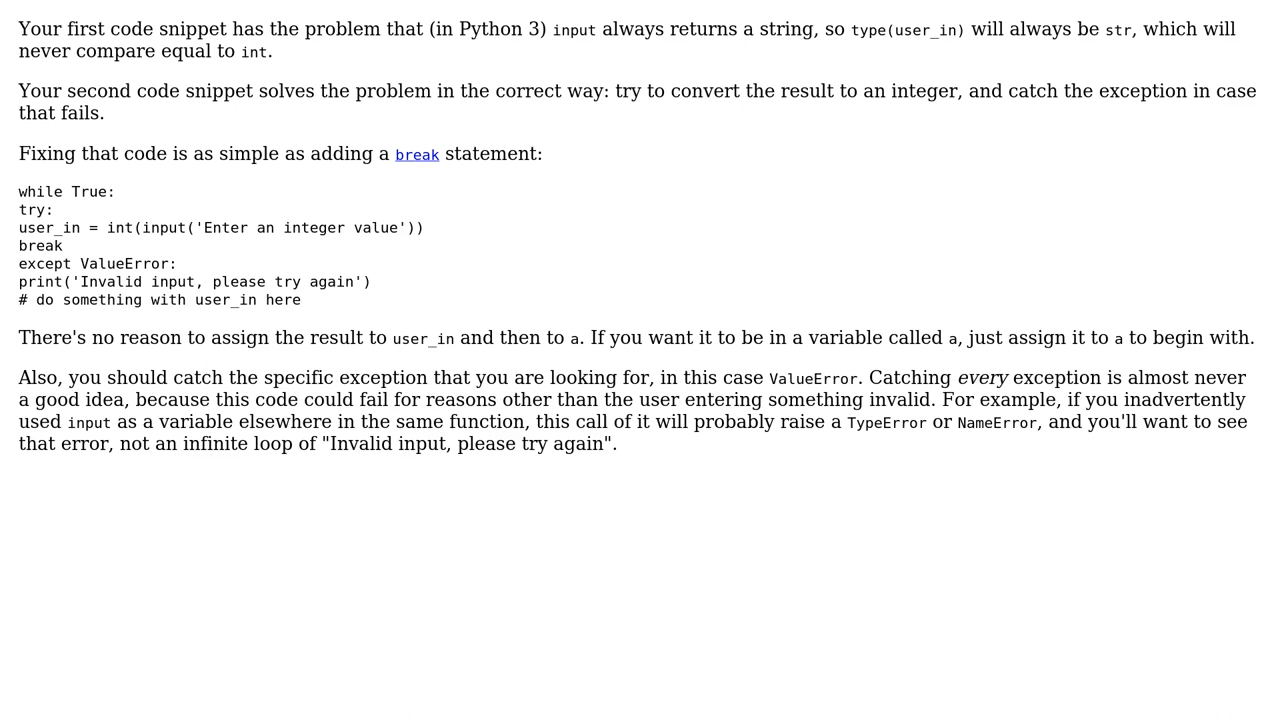 Your first code snippet has the problem that (in Python 3) input always returns a string, so type(user_in) will always be str, which will
never compare equal to int.
Your second code snippet solves the problem in the correct way: try to convert the result to an integer, and catch the exception in case
that fails.
Fixing that code is as simple as adding a break statement:
while True:
try:
user_in = int(input('Enter an integer value'))
break
except ValueError:
print('Invalid input, please try again')
# do something with user_in here
There's no reason to assign the result to user_in and then to a. If you want it to be in a variable called a, just assign it to a to begin with.
Also, you should catch the specific exception that you are looking for, in this case ValueError. Catching every exception is almost never
a good idea, because this code could fail for reasons other than the user entering something invalid. For example, if you inadvertently
used input as a variable elsewhere in the same function, this call of it will probably raise a TypeError or NameError, and you'll want to see
that error, not an infinite loop of "Invalid input, please try again".